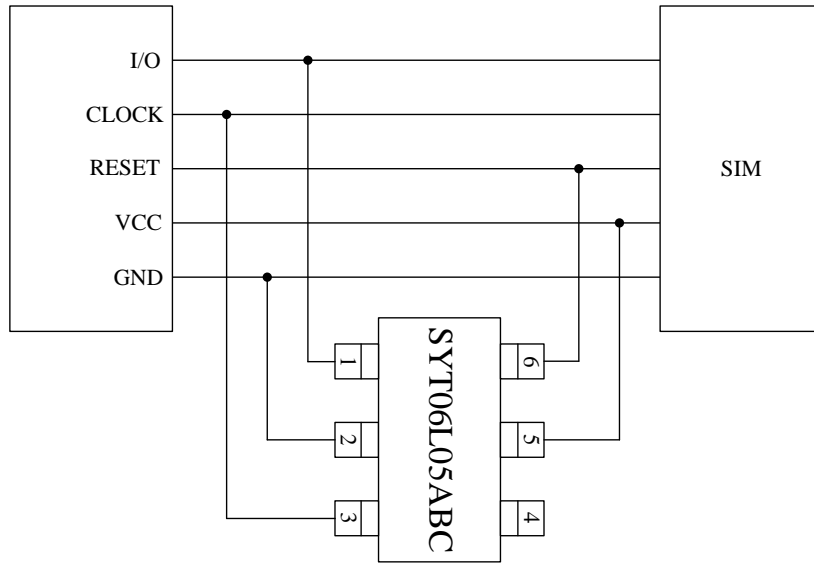 I/O
CLOCK
RESET
VCC
GND
SIM
SYT06L05ABC
1
2
3
6
5
4